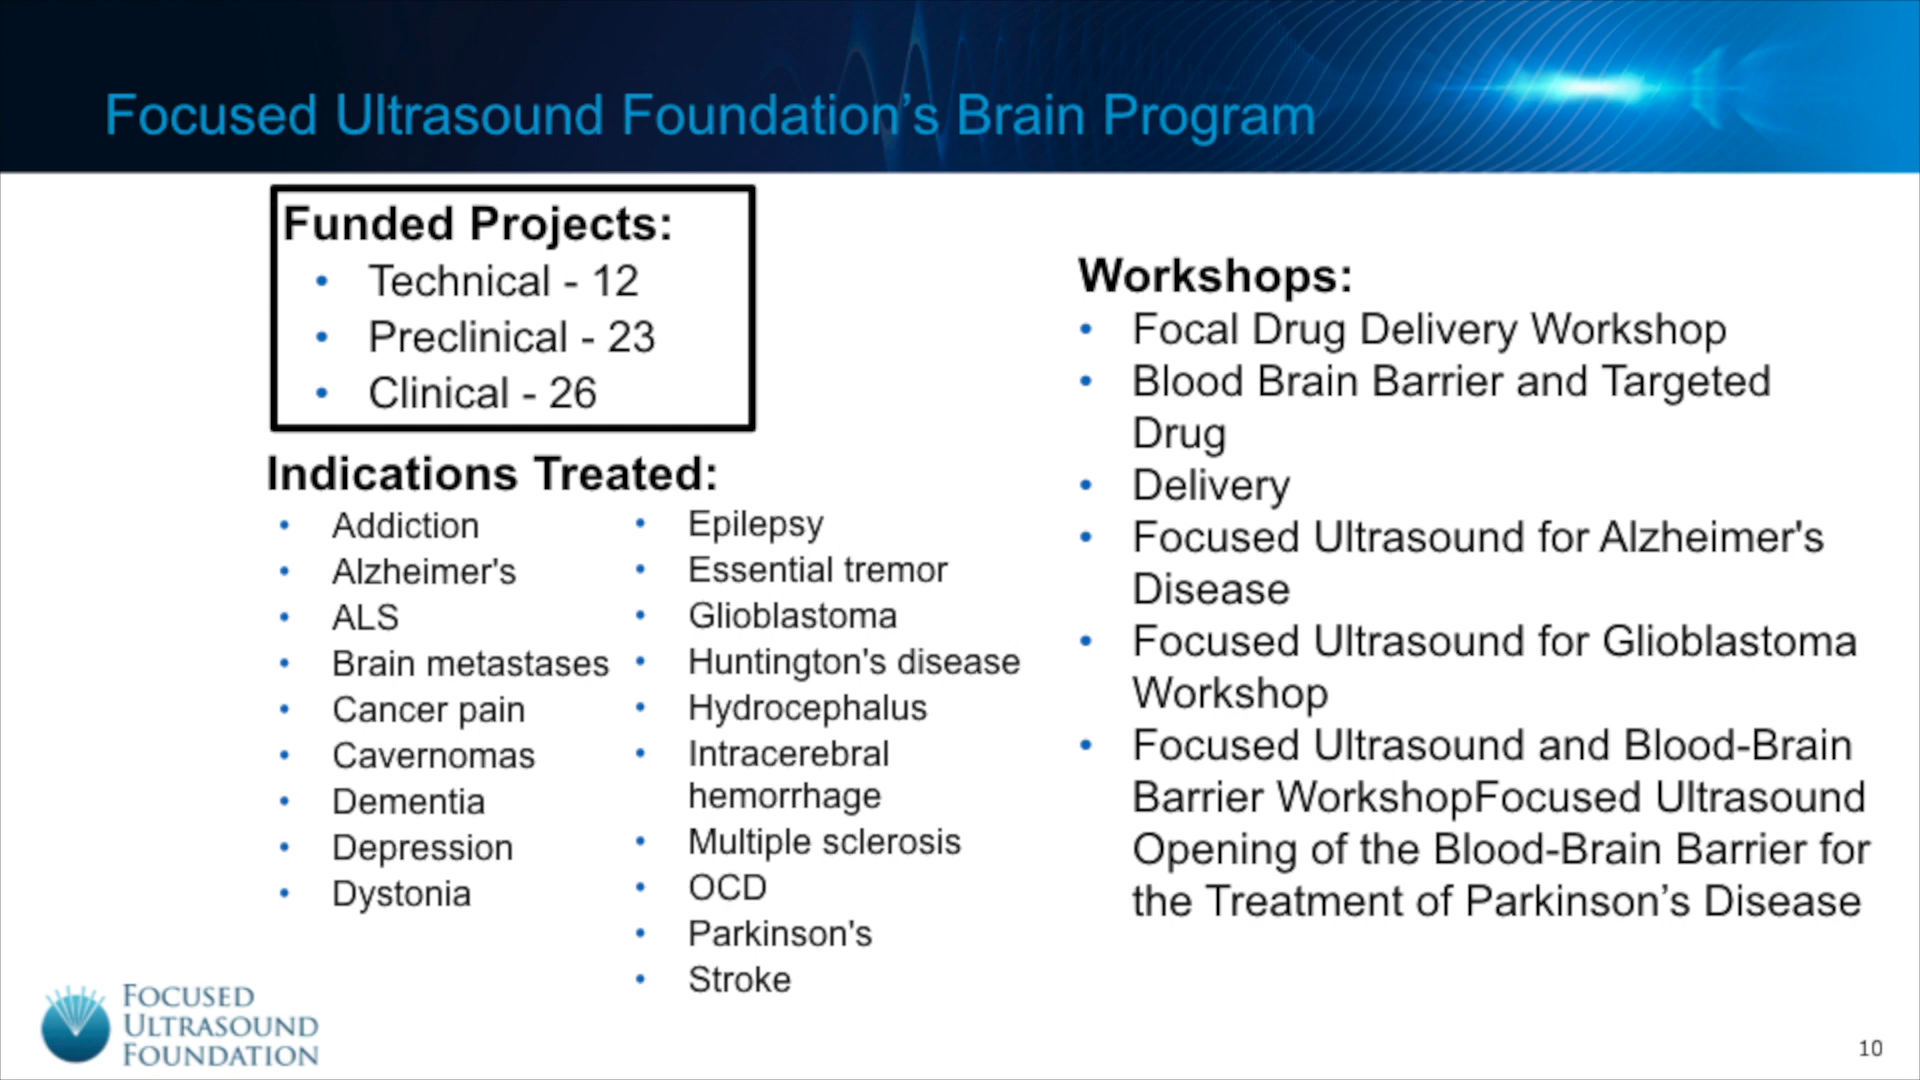 Focused Ultrasound Foundation’s Brain Program
Funded Projects:
• Technical - 12
• Preclinical - 23
• Clinical - 26
Indications Treated:
• Addiction
• Alzheimer's
• ALS
• Brain metastases
• Cancer pain
• Cavernomas
• Dementia
• Depression
• Dystonia
• Epilepsy
• Essential tremor
• Glioblastoma
• Huntington's disease
• Hydrocephalus
• Intracerebral
hemorrhage
• Multiple sclerosis
• OCD
• Parkinson's
• Stroke
Workshops:
• Focal Drug Delivery Workshop
• Blood Brain Barrier and Targeted
Drug
• Delivery
• Focused Ultrasound for Alzheimer's
Disease
• Focused Ultrasound for Glioblastoma
Workshop
• Focused Ultrasound and Blood-Brain
Barrier WorkshopFocused Ultrasound
Opening of the Blood-Brain Barrier for
the Treatment of Parkinson’s Disease
FOCUSED
ULTRASOUND
FOUNDATION
10